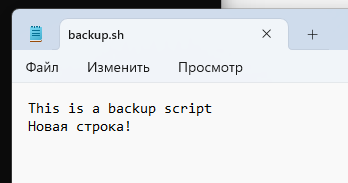 backup.sh
Файл Изменить Просмотр
This is a backup script
Новая строка!